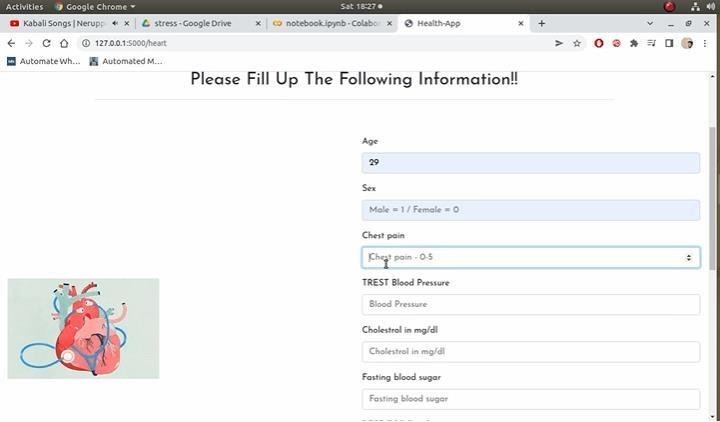 Activities Google Chrome Sat 18:27
Kabali Songs | Nerupp stress - Google Drive notebook.ipynb - Colabor Health-App
127.0.0.1:5000/heart
Automate Wh... Automated M...
Please Fill Up The Following Information!!
Age
29
Sex
Male = 1 / Female = 0
Chest pain
Chest pain - 0-5
TREST Blood Pressure
Blood Pressure
Cholestrol in mg/dl
Cholestrol in mg/dl
Fasting blood sugar
Fasting blood sugar